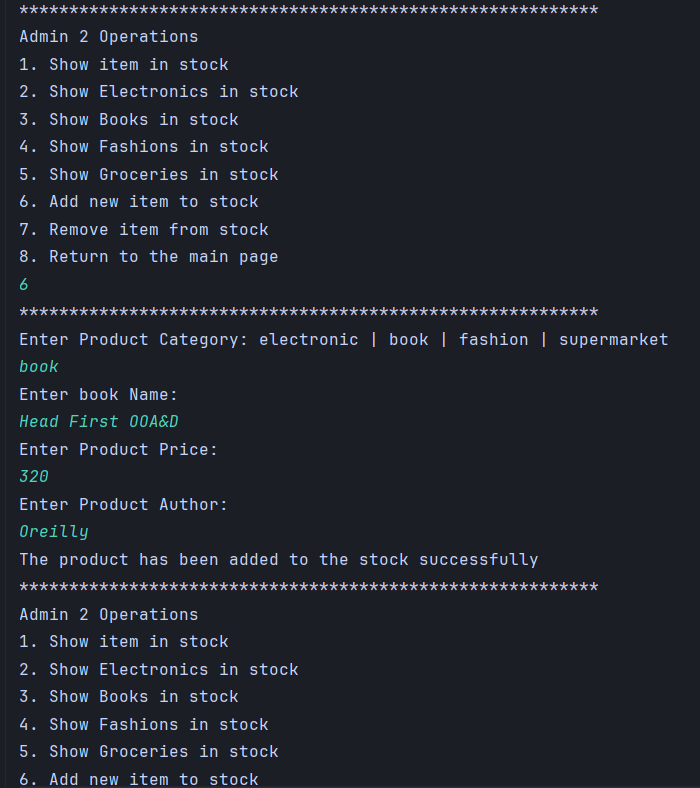 **********************************************************
Admin 2 Operations
1. Show item in stock
2. Show Electronics in stock
3. Show Books in stock
4. Show Fashions in stock
5. Show Groceries in stock
6. Add new item to stock
7. Remove item from stock
8. Return to the main page
6
**********************************************************
Enter Product Category: electronic | book | fashion | supermarket
book
Enter book Name:
Head First OOA&D
Enter Product Price:
320
Enter Product Author:
Oreilly
The product has been added to the stock successfully
**********************************************************
Admin 2 Operations
1. Show item in stock
2. Show Electronics in stock
3. Show Books in stock
4. Show Fashions in stock
5. Show Groceries in stock
6. Add new item to stock